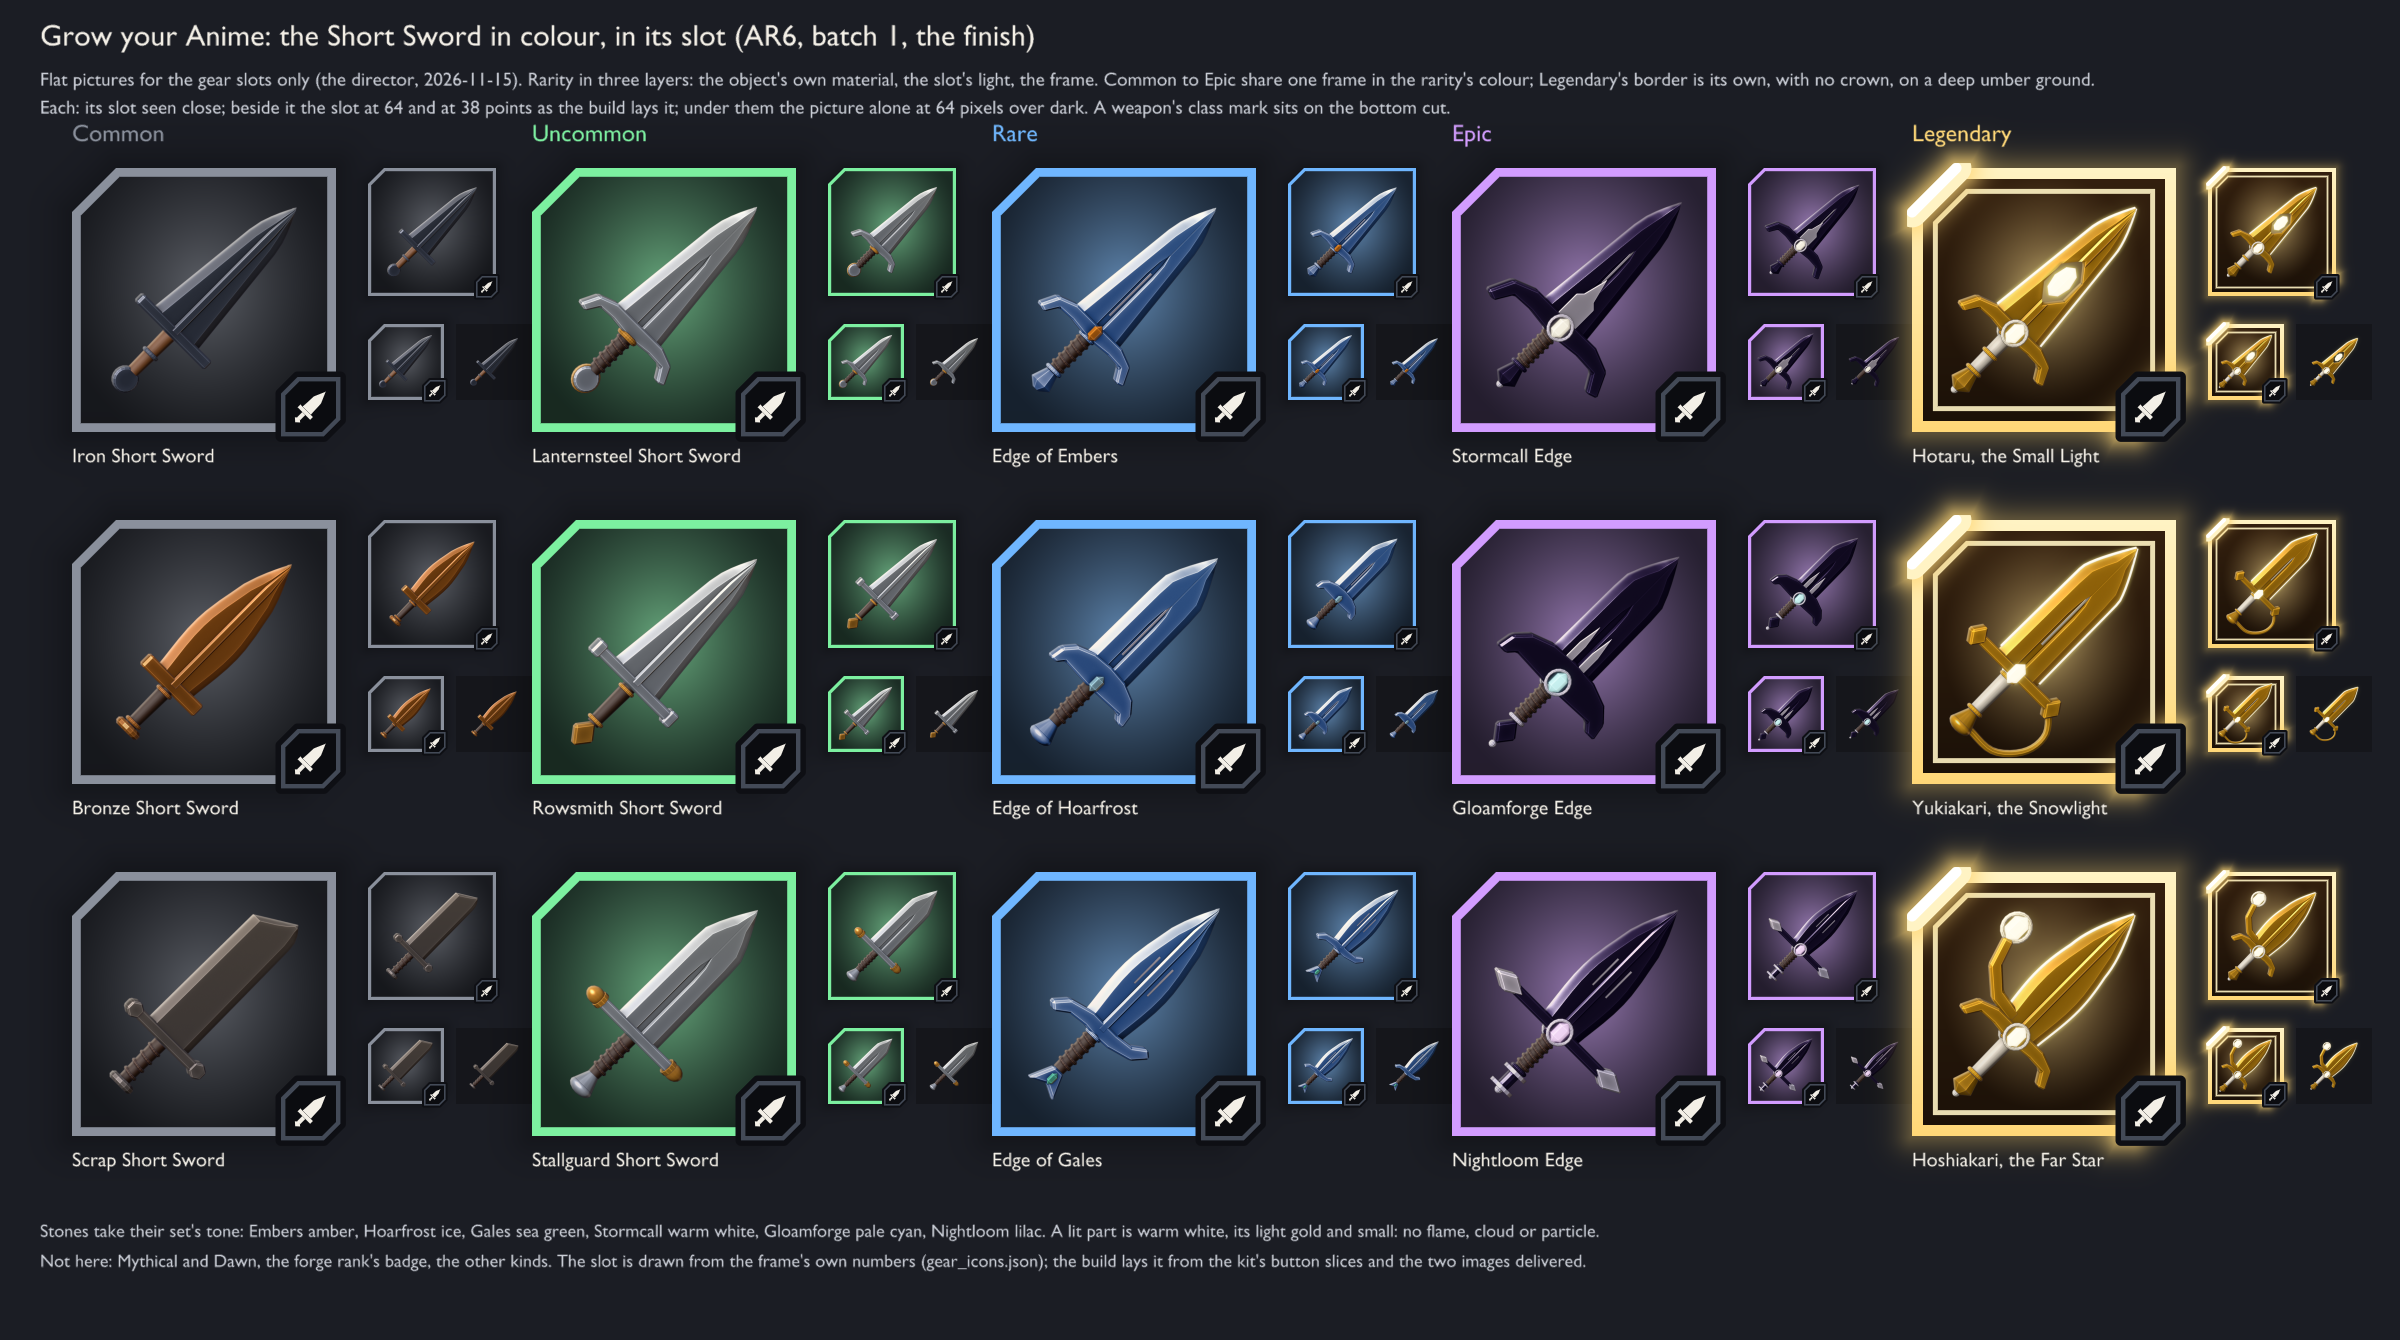 Grow your Anime: the Short Sword in colour, in its slot (AR6, batch 1, the finish)
Flat pictures for the gear slots only (the director, 2026-11-15). Rarity in three layers: the object's own material, the slot's light, the frame. Common to Epic share one frame in the rarity's colour; Legendary's border is its own, with no crown, on a deep umber ground.
Each: its slot seen close; beside it the slot at 64 and at 38 points as the build lays it; under them the picture alone at 64 pixels over dark. A weapon's class mark sits on the bottom cut.
Common
Uncommon
Rare
Epic
Legendary
Iron Short Sword
Lanternsteel Short Sword
Edge of Embers
Stormcall Edge
Hotaru, the Small Light
Bronze Short Sword
Rowsmith Short Sword
Edge of Hoarfrost
Gloamforge Edge
Yukiakari, the Snowlight
Scrap Short Sword
Stallguard Short Sword
Edge of Gales
Nightloom Edge
Hoshiakari, the Far Star
Stones take their set's tone: Embers amber, Hoarfrost ice, Gales sea green, Stormcall warm white, Gloamforge pale cyan, Nightloom lilac. A lit part is warm white, its light gold and small: no flame, cloud or particle.
Not here: Mythical and Dawn, the forge rank's badge, the other kinds. The slot is drawn from the frame's own numbers (gear_icons.json); the build lays it from the kit's button slices and the two images delivered.